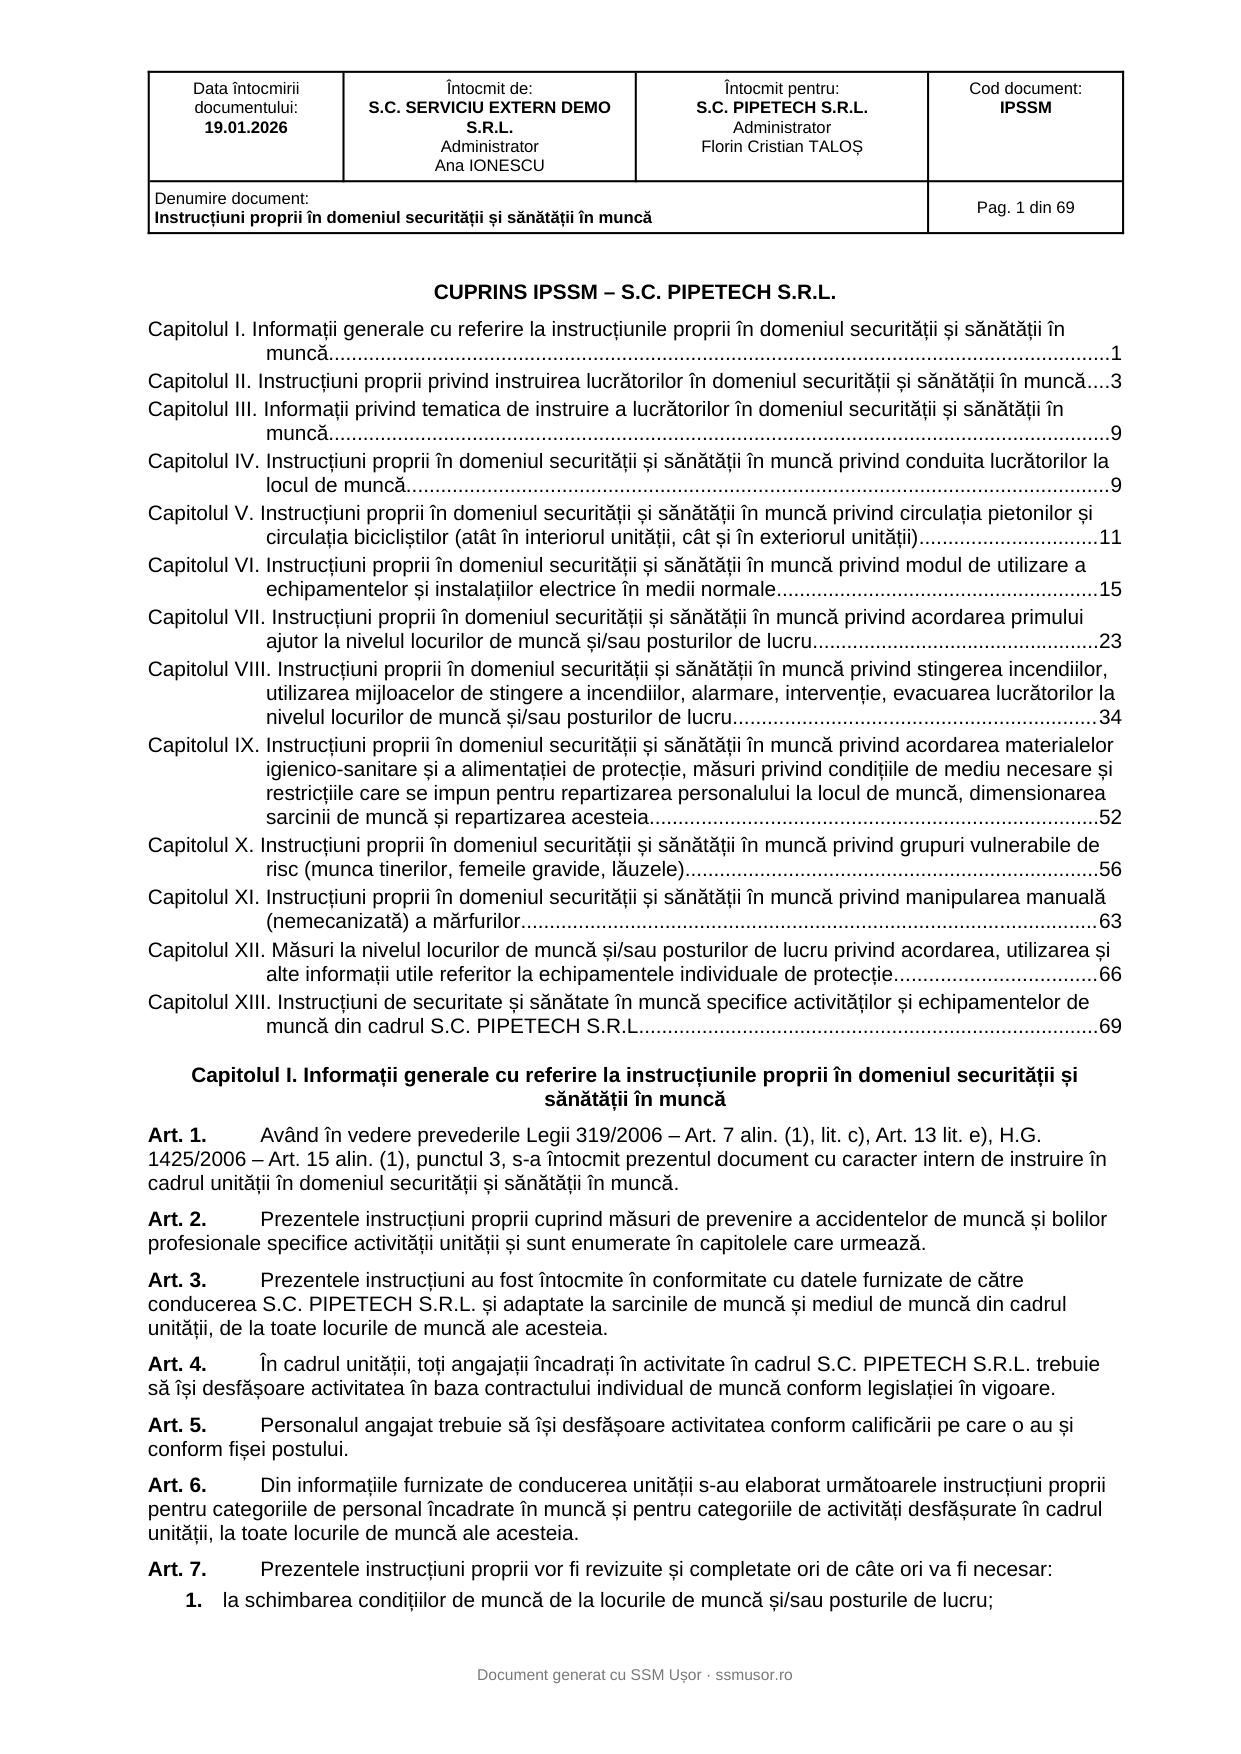 Data întocmirii
documentului:
19.01.2026
Întocmit de:
S.C. SERVICIU EXTERN DEMO
S.R.L.
Administrator
Ana IONESCU
Întocmit pentru:
S.C. PIPETECH S.R.L.
Administrator
Florin Cristian TALOȘ
Cod document:
IPSSM
Denumire document:
Instrucțiuni proprii în domeniul securității și sănătății în muncă
Pag. 1 din 69
CUPRINS IPSSM – S.C. PIPETECH S.R.L.
Capitolul I. Informații generale cu referire la instrucțiunile proprii în domeniul securității și sănătății în
muncă........................................................................................................................................1
Capitolul II. Instrucțiuni proprii privind instruirea lucrătorilor în domeniul securității și sănătății în muncă....3
Capitolul III. Informații privind tematica de instruire a lucrătorilor în domeniul securității și sănătății în
muncă........................................................................................................................................9
Capitolul IV. Instrucțiuni proprii în domeniul securității și sănătății în muncă privind conduita lucrătorilor la
locul de muncă..........................................................................................................................9
Capitolul V. Instrucțiuni proprii în domeniul securității și sănătății în muncă privind circulația pietonilor și
circulația bicicliștilor (atât în interiorul unității, cât și în exteriorul unității)...............................11
Capitolul VI. Instrucțiuni proprii în domeniul securității și sănătății în muncă privind modul de utilizare a
echipamentelor și instalațiilor electrice în medii normale........................................................15
Capitolul VII. Instrucțiuni proprii în domeniul securității și sănătății în muncă privind acordarea primului
ajutor la nivelul locurilor de muncă și/sau posturilor de lucru..................................................23
Capitolul VIII. Instrucțiuni proprii în domeniul securității și sănătății în muncă privind stingerea incendiilor,
utilizarea mijloacelor de stingere a incendiilor, alarmare, intervenție, evacuarea lucrătorilor la
nivelul locurilor de muncă și/sau posturilor de lucru...............................................................34
Capitolul IX. Instrucțiuni proprii în domeniul securității și sănătății în muncă privind acordarea materialelor
igienico-sanitare și a alimentației de protecție, măsuri privind condițiile de mediu necesare și
restricțiile care se impun pentru repartizarea personalului la locul de muncă, dimensionarea
sarcinii de muncă și repartizarea acesteia..............................................................................52
Capitolul X. Instrucțiuni proprii în domeniul securității și sănătății în muncă privind grupuri vulnerabile de
risc (munca tinerilor, femeile gravide, lăuzele)........................................................................56
Capitolul XI. Instrucțiuni proprii în domeniul securității și sănătății în muncă privind manipularea manuală
(nemecanizată) a mărfurilor....................................................................................................63
Capitolul XII. Măsuri la nivelul locurilor de muncă și/sau posturilor de lucru privind acordarea, utilizarea și
alte informații utile referitor la echipamentele individuale de protecție....................................66
Capitolul XIII. Instrucțiuni de securitate și sănătate în muncă specifice activităților și echipamentelor de
muncă din cadrul S.C. PIPETECH S.R.L................................................................................69
Capitolul I. Informații generale cu referire la instrucțiunile proprii în domeniul securității și
sănătății în muncă
Art. 1. Având în vedere prevederile Legii 319/2006 – Art. 7 alin. (1), lit. c), Art. 13 lit. e), H.G.
1425/2006 – Art. 15 alin. (1), punctul 3, s-a întocmit prezentul document cu caracter intern de instruire în
cadrul unității în domeniul securității și sănătății în muncă.
Art. 2. Prezentele instrucțiuni proprii cuprind măsuri de prevenire a accidentelor de muncă și bolilor
profesionale specifice activității unității și sunt enumerate în capitolele care urmează.
Art. 3. Prezentele instrucțiuni au fost întocmite în conformitate cu datele furnizate de către
conducerea S.C. PIPETECH S.R.L. și adaptate la sarcinile de muncă și mediul de muncă din cadrul
unității, de la toate locurile de muncă ale acesteia.
Art. 4. În cadrul unității, toți angajații încadrați în activitate în cadrul S.C. PIPETECH S.R.L. trebuie
să își desfășoare activitatea în baza contractului individual de muncă conform legislației în vigoare.
Art. 5. Personalul angajat trebuie să își desfășoare activitatea conform calificării pe care o au și
conform fișei postului.
Art. 6. Din informațiile furnizate de conducerea unității s-au elaborat următoarele instrucțiuni proprii
pentru categoriile de personal încadrate în muncă și pentru categoriile de activități desfășurate în cadrul
unității, la toate locurile de muncă ale acesteia.
Art. 7. Prezentele instrucțiuni proprii vor fi revizuite și completate ori de câte ori va fi necesar:
1. la schimbarea condițiilor de muncă de la locurile de muncă și/sau posturile de lucru;
Document generat cu SSM Ușor · ssmusor.ro